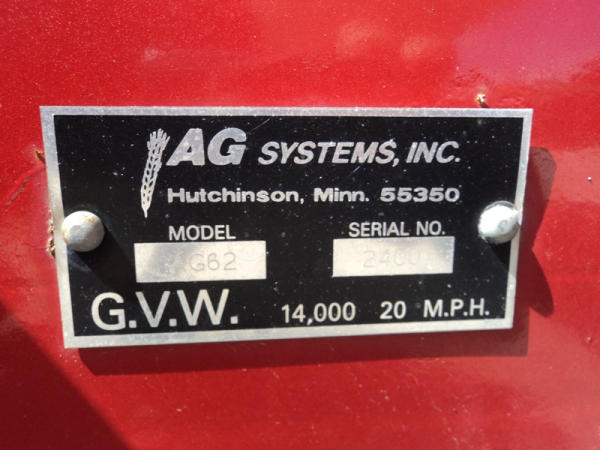 AG SYSTEMS, INC.
Hutchinson, Minn. 55350
MODEL SERIAL NO.
G.V.W. 14,000 20 M.P.H.